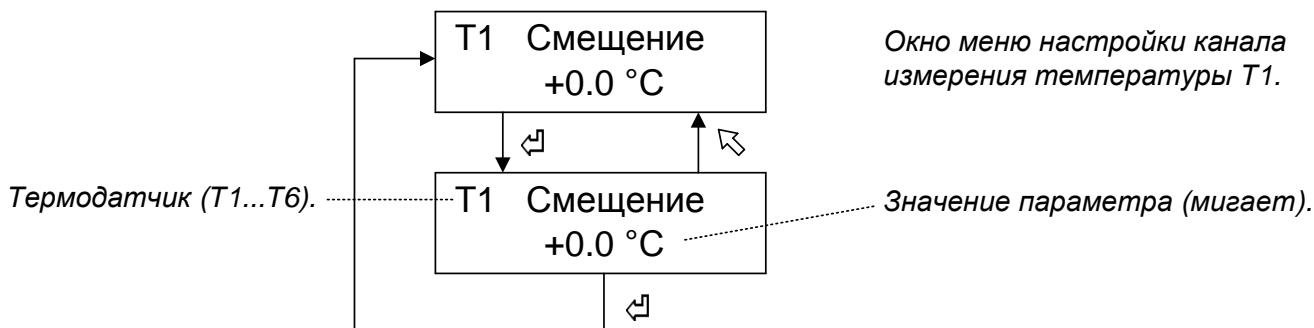 T1 Смещение
+0.0 °C
Окно меню настройки канала
измерения температуры T1.
Термодатчик (T1...T6).
T1 Смещение
+0.0 °C
Значение параметра (мигает).